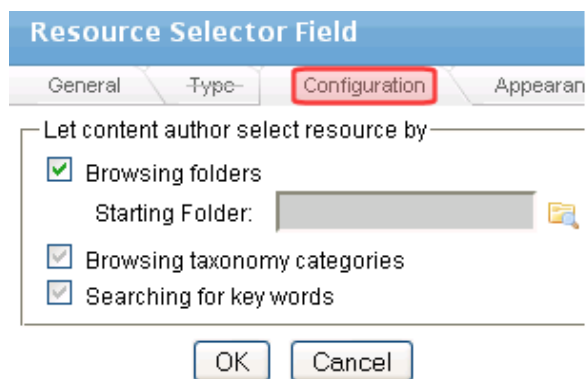 Resource Selector Field
General Type Configuration Appearan
Let content author select resource by
Browsing folders
Starting Folder:
Browsing taxonomy categories
Searching for key words
OK Cancel